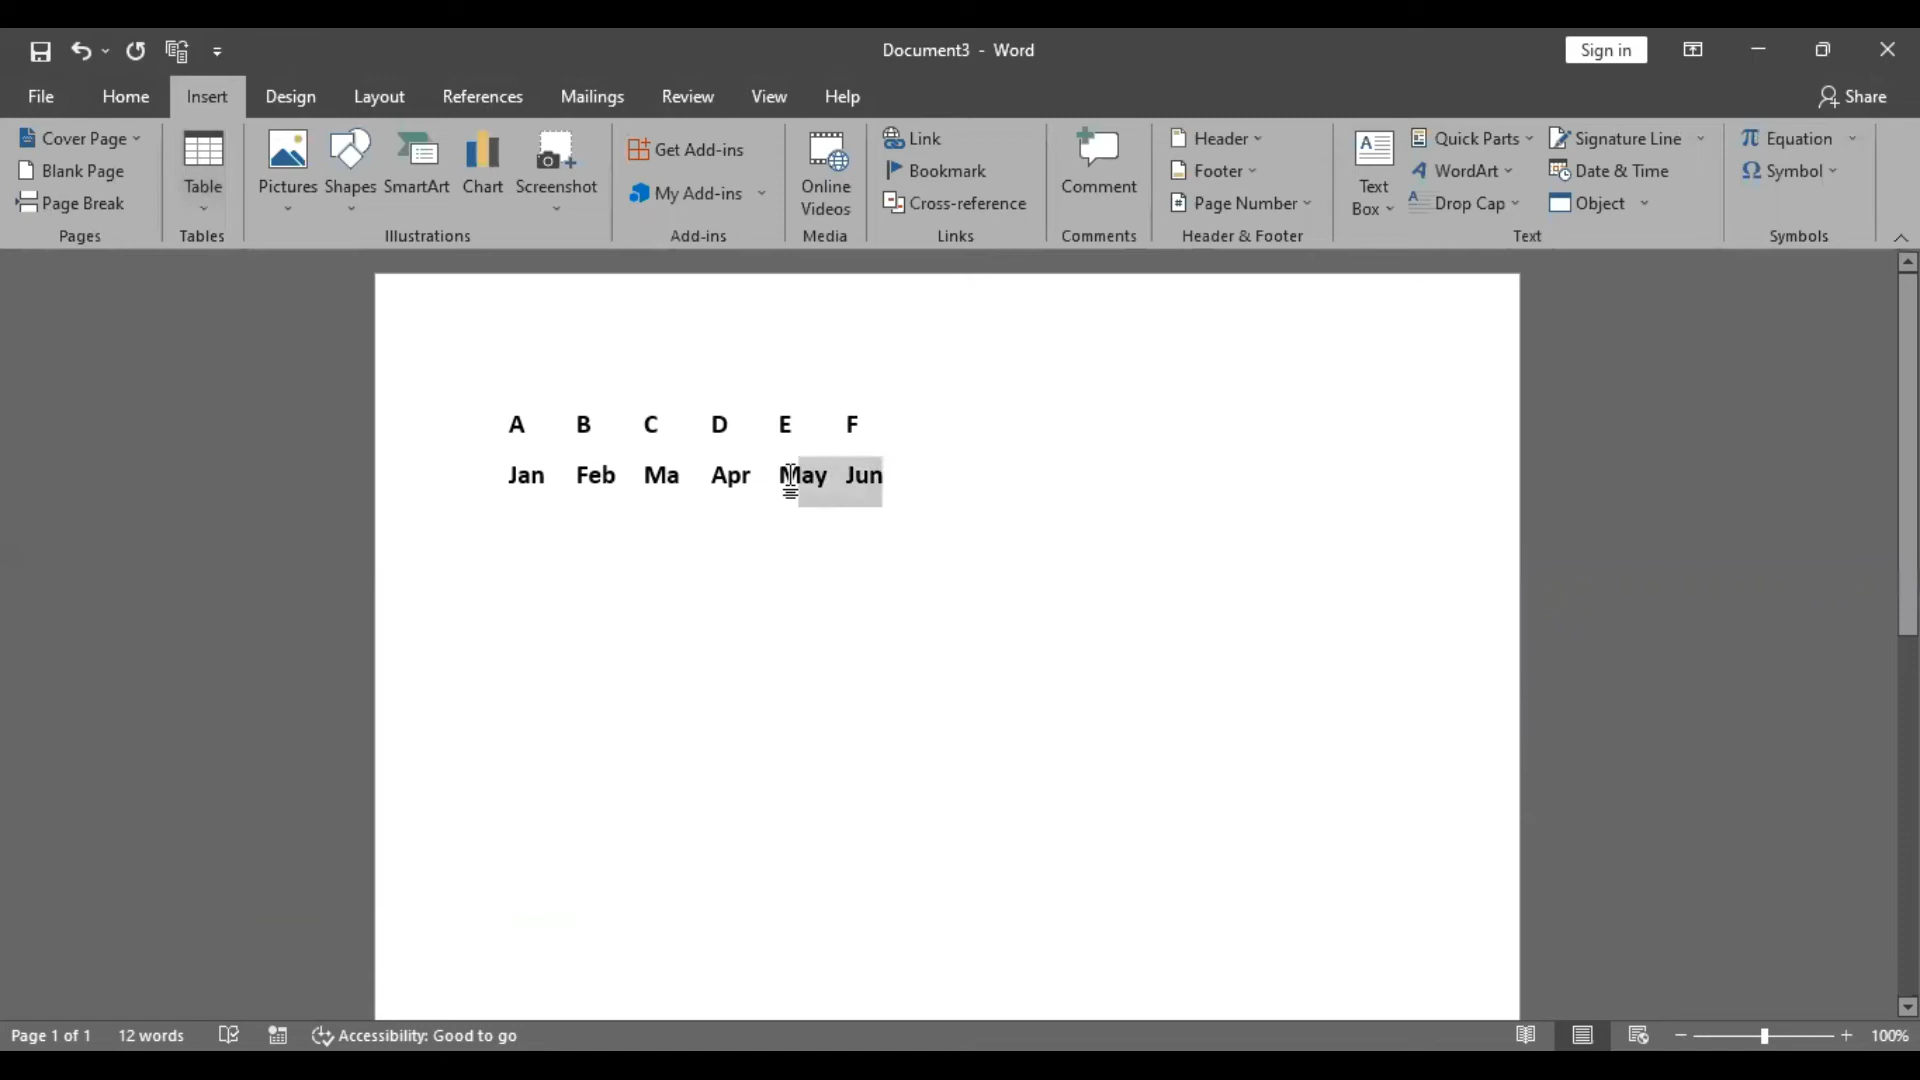 Document3 - Word
Sign in
File Home Insert Design Layout References Mailings Review View Help
Share
Cover Page
Blank Page
Page Break
Pages
Table
Tables
Pictures Shapes SmartArt Chart Screenshot
Illustrations
Get Add-ins
My Add-ins
Add-ins
Online
Videos
Media
Link
Bookmark
Cross-reference
Links
Comment
Comments
Header
Footer
Page Number
Header & Footer
Text
Box
Quick Parts
WordArt
Drop Cap
Signature Line
Date & Time
Object
Text
Equation
Symbol
Symbols
A B C D E F
Jan Feb Ma Apr May Jun
Page 1 of 1 12 words Accessibility: Good to go 100%